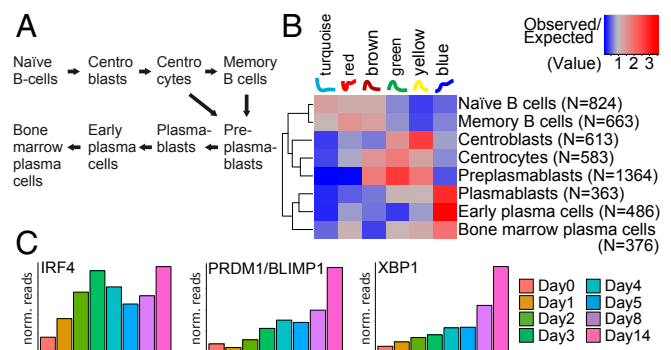 A
Naïve
B-cells
Centro
blasts
Centro
cytes
Memory
B cells
Bone
marrow
plasma
cells
Early
plasma
cells
Plasma-
blasts
Pre-
plasma-
blasts
B
turquoise
red
brown
green
yellow
blue
Observed/
Expected
(Value)
1 2 3
Naïve B cells (N=824)
Memory B cells (N=663)
Centroblasts (N=613)
Centrocytes (N=583)
Preplasmablasts (N=1364)
Plasmablasts (N=363)
Early plasma cells (N=486)
Bone marrow plasma cells
(N=376)
C
norm. reads
IRF4
norm. reads
PRDM1/BLIMP1
norm. reads
XBP1
Day0
Day1
Day2
Day3
Day4
Day5
Day8
Day14